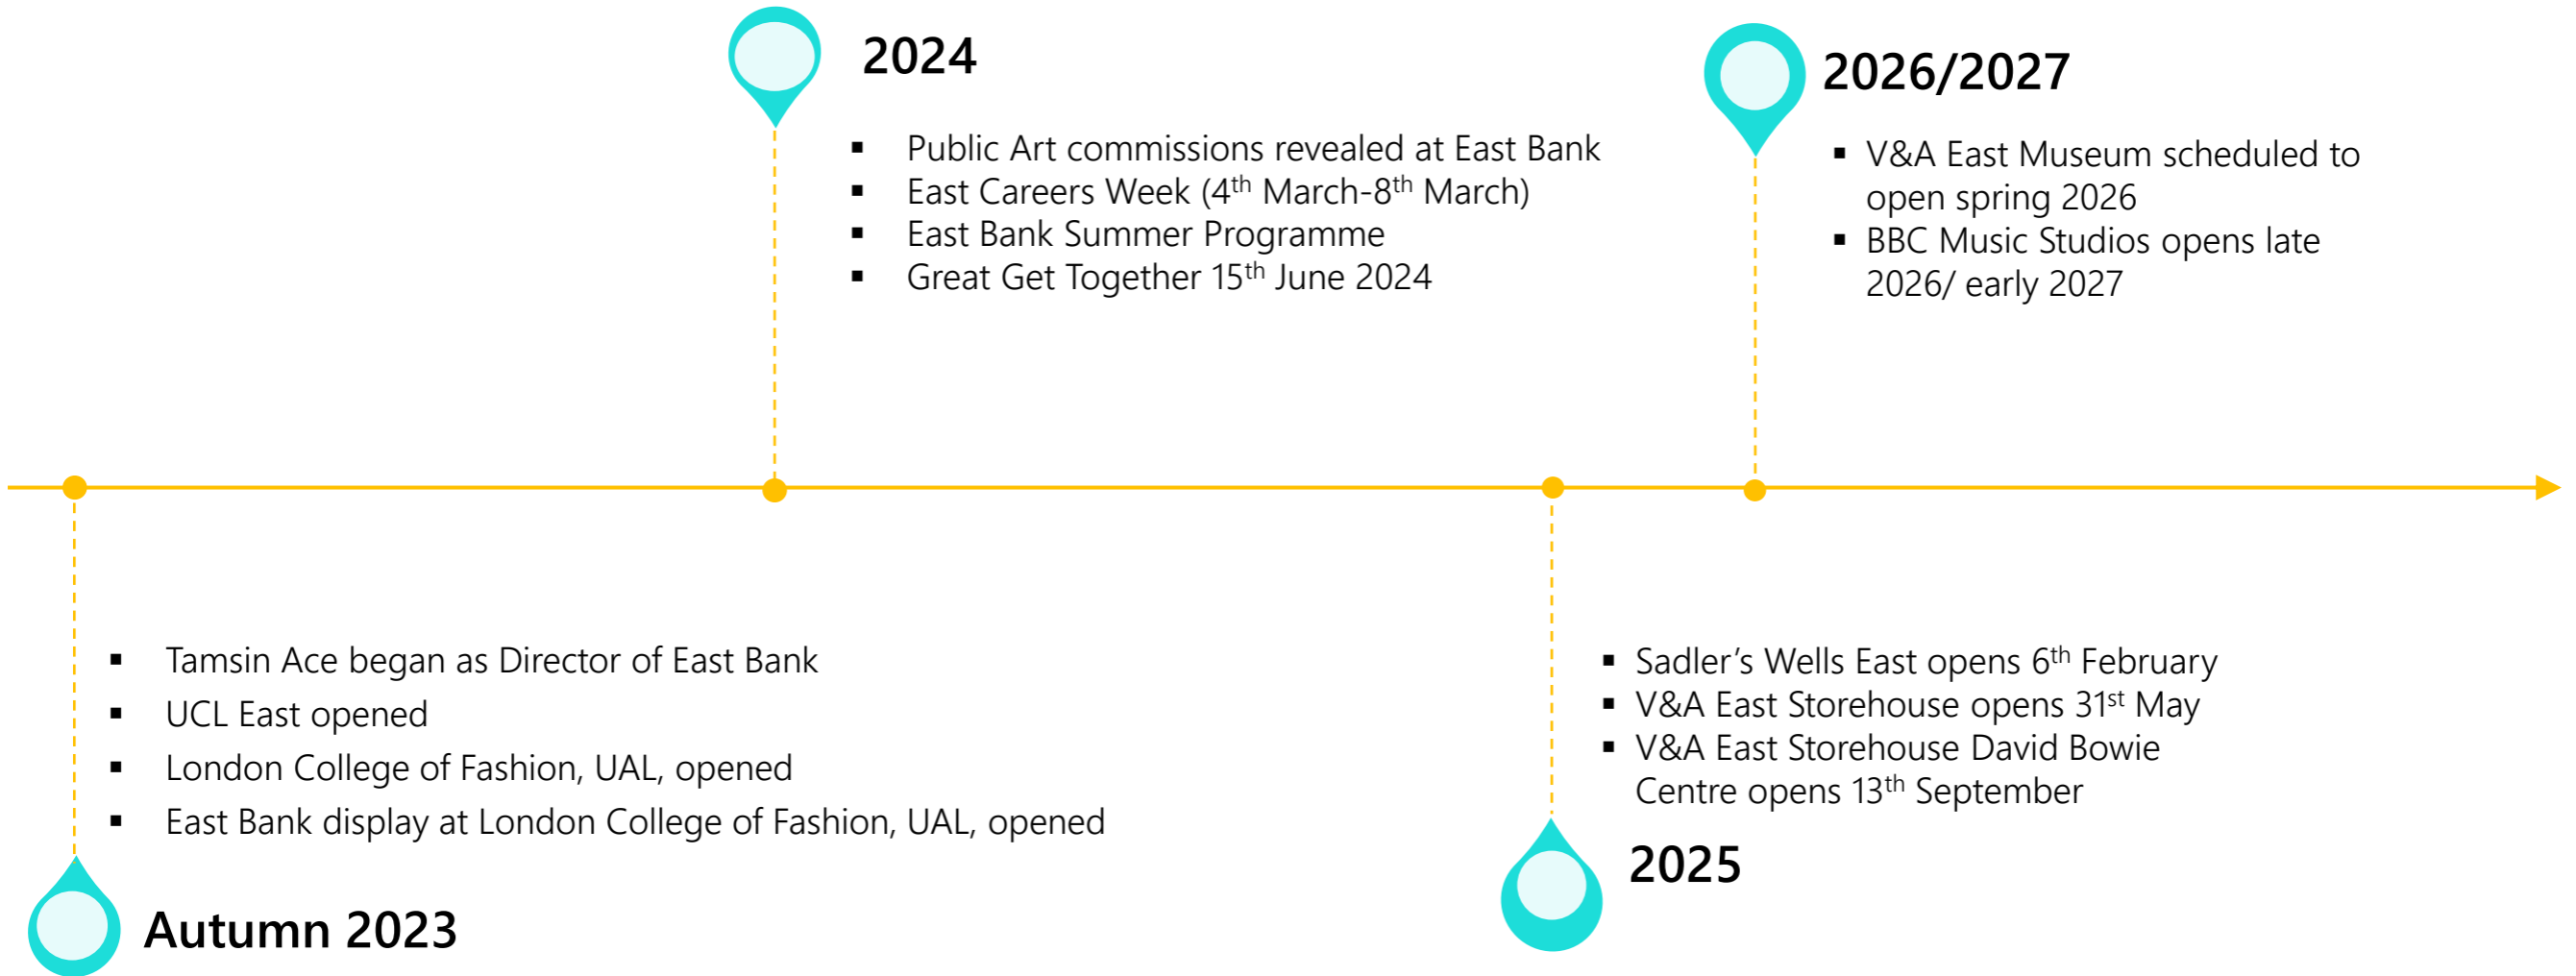 2024
▪ Public Art commissions revealed at East Bank
▪ East Careers Week (4th March-8th March)
▪ East Bank Summer Programme
▪ Great Get Together 15th June 2024
2026/2027
▪ V&A East Museum scheduled to
open spring 2026
▪ BBC Music Studios opens late
2026/ early 2027
▪ Tamsin Ace began as Director of East Bank
▪ UCL East opened
▪ London College of Fashion, UAL, opened
▪ East Bank display at London College of Fashion, UAL, opened
Autumn 2023
▪ Sadler’s Wells East opens 6th February
▪ V&A East Storehouse opens 31st May
▪ V&A East Storehouse David Bowie
Centre opens 13th September
2025